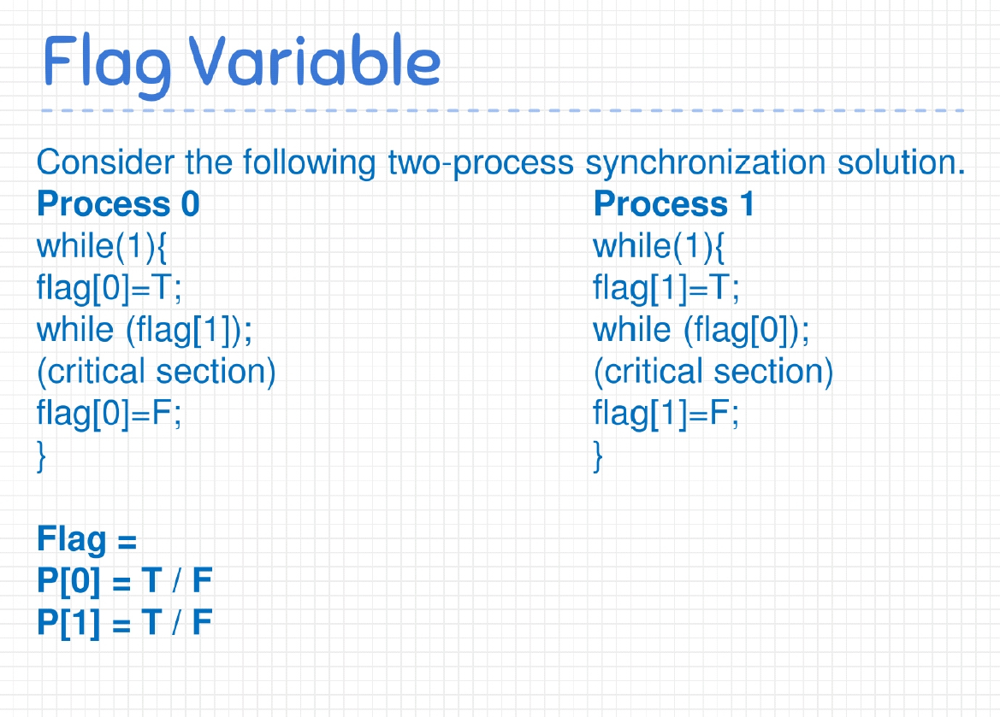 Flag Variable
Consider the following two-process synchronization solution.
Process 0 Process 1
while(1){ while(1){
flag[0]=T; flag[1]=T;
while (flag[1]); while (flag[0]);
(critical section) (critical section)
flag[0]=F; flag[1]=F;
} }
Flag =
P[0] = T / F
P[1] = T / F